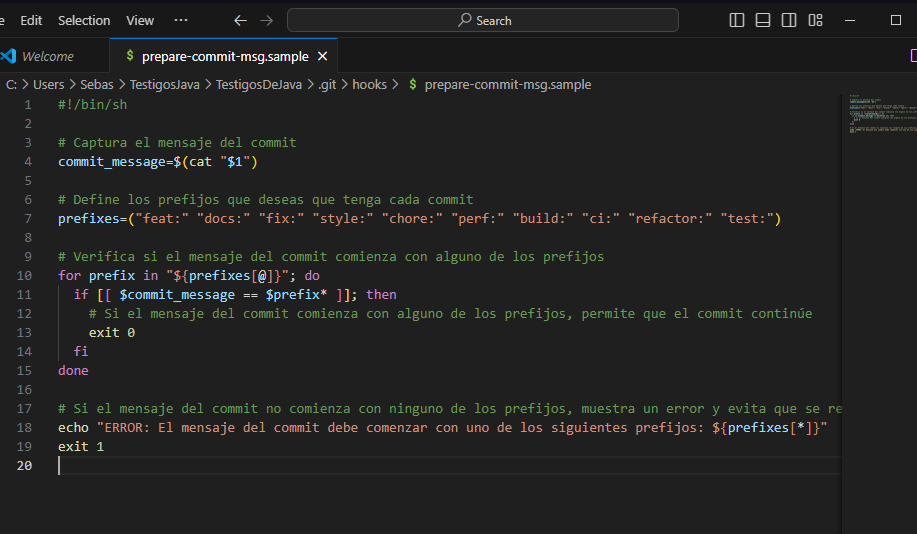 e Edit Selection View ··· Search
Welcome $ prepare-commit-msg.sample
C: > Users > Sebas > TestigosJava > TestigosDeJava > .git > hooks > $ prepare-commit-msg.sample
1 #!/bin/sh
2
3 # Captura el mensaje del commit
4 commit_message=$(cat "$1")
5
6 # Define los prefijos que deseas que tenga cada commit
7 prefixes=("feat:" "docs:" "fix:" "style:" "chore:" "perf:" "build:" "ci:" "refactor:" "test:")
8
9 # Verifica si el mensaje del commit comienza con alguno de los prefijos
10 for prefix in "${prefixes[@]}"; do
11 if [[ $commit_message == $prefix* ]]; then
12 # Si el mensaje del commit comienza con alguno de los prefijos, permite que el commit continúe
13 exit 0
14 fi
15 done
16
17 # Si el mensaje del commit no comienza con ninguno de los prefijos, muestra un error y evita que se re
18 echo "ERROR: El mensaje del commit debe comenzar con uno de los siguientes prefijos: ${prefixes[*]}"
19 exit 1
20